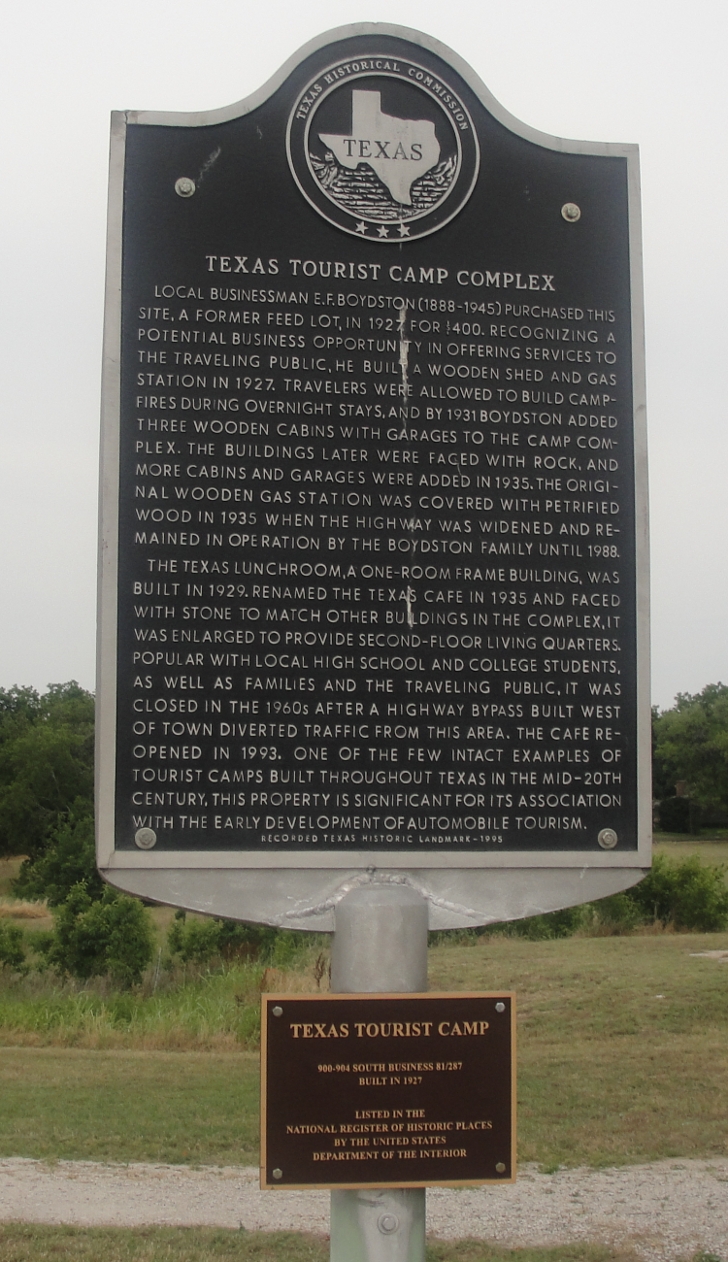 TEXAS HISTORICAL COMMISSION
TEXAS
TEXAS TOURIST CAMP COMPLEX
LOCAL BUSINESSMAN E.F. BOYDSTON (1888-1945) PURCHASED THIS
SITE, A FORMER FEED LOT, IN 1927 FOR $400. RECOGNIZING A
POTENTIAL BUSINESS OPPORTUNITY IN OFFERING SERVICES TO
THE TRAVELING PUBLIC, HE BUILT A WOODEN SHED AND GAS
STATION IN 1927. TRAVELERS WERE ALLOWED TO BUILD CAMP-
FIRES DURING OVERNIGHT STAYS, AND BY 1931 BOYDSTON ADDED
THREE WOODEN CABINS WITH GARAGES TO THE CAMP COM-
PLEX. THE BUILDINGS LATER WERE FACED WITH ROCK, AND
MORE CABINS AND GARAGES WERE ADDED IN 1935. THE ORIGI-
NAL WOODEN GAS STATION WAS COVERED WITH PETRIFIED
WOOD IN 1935 WHEN THE HIGHWAY WAS WIDENED AND RE-
MAINED IN OPERATION BY THE BOYDSTON FAMILY UNTIL 1988.
THE TEXAS LUNCHROOM, A ONE-ROOM FRAME BUILDING, WAS
BUILT IN 1929. RENAMED THE TEXAS CAFE IN 1935 AND FACED
WITH STONE TO MATCH OTHER BUILDINGS IN THE COMPLEX, IT
WAS ENLARGED TO PROVIDE SECOND-FLOOR LIVING QUARTERS.
POPULAR WITH LOCAL HIGH SCHOOL AND COLLEGE STUDENTS,
AS WELL AS FAMILIES AND THE TRAVELING PUBLIC, IT WAS
CLOSED IN THE 1960s AFTER A HIGHWAY BYPASS BUILT WEST
OF TOWN DIVERTED TRAFFIC FROM THIS AREA. THE CAFE RE-
OPENED IN 1993. ONE OF THE FEW INTACT EXAMPLES OF
TOURIST CAMPS BUILT THROUGHOUT TEXAS IN THE MID-20TH
CENTURY, THIS PROPERTY IS SIGNIFICANT FOR ITS ASSOCIATION
WITH THE EARLY DEVELOPMENT OF AUTOMOBILE TOURISM.
RECORDED TEXAS HISTORIC LANDMARK - 1995
TEXAS TOURIST CAMP
900-904 SOUTH BUSINESS 81/287
BUILT IN 1927
LISTED IN THE
NATIONAL REGISTER OF HISTORIC PLACES
BY THE UNITED STATES
DEPARTMENT OF THE INTERIOR